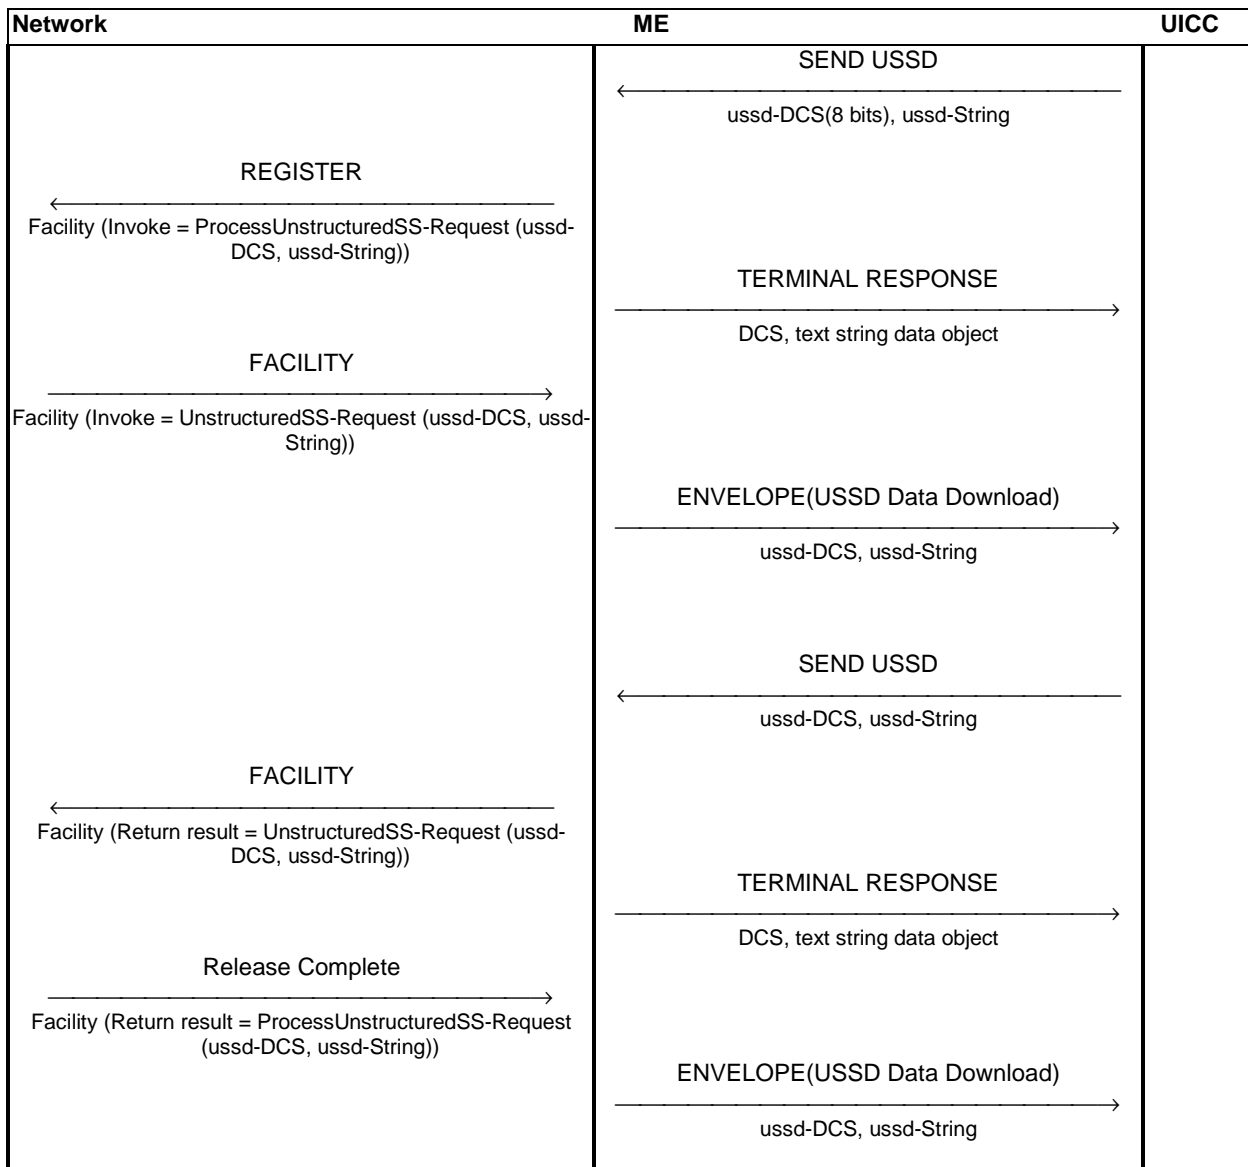 Network ME UICC
SEND USSD
ussd-DCS(8 bits), ussd-String
REGISTER
Facility (Invoke = ProcessUnstructuredSS-Request (ussd-
DCS, ussd-String))
TERMINAL RESPONSE
DCS, text string data object
FACILITY
Facility (Invoke = UnstructuredSS-Request (ussd-DCS, ussd-
String))
ENVELOPE(USSD Data Download)
ussd-DCS, ussd-String
SEND USSD
ussd-DCS, ussd-String
FACILITY
Facility (Return result = UnstructuredSS-Request (ussd-
DCS, ussd-String))
TERMINAL RESPONSE
DCS, text string data object
Release Complete
Facility (Return result = ProcessUnstructuredSS-Request
(ussd-DCS, ussd-String))
ENVELOPE(USSD Data Download)
ussd-DCS, ussd-String